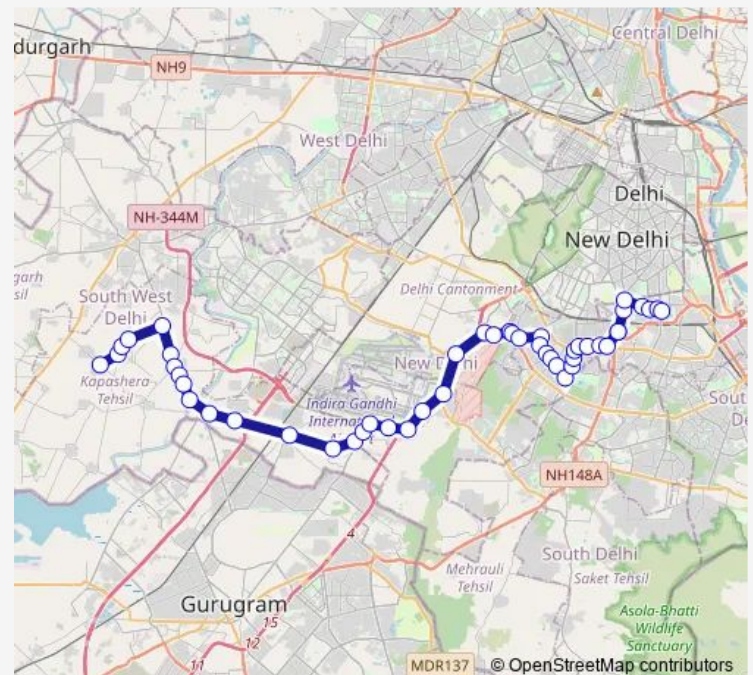 Central Delhi
durgarh
NH9
West Delhi
Delhi
NH-344M
New Delhi
garh
sil
Delhi Cantonment
South West
Delhi
Kapashera
Tehsil
New Delhi
Indira Gandhi
Internat
Sout
De
NH148A
4
South Delhi
Mehrauli
Tehsil
Saket Tehsil
Gurugram
15
12
11
Asola-Bhatti
Wildlife
Sanctuary
MDR137
© OpenStreetMap contributors